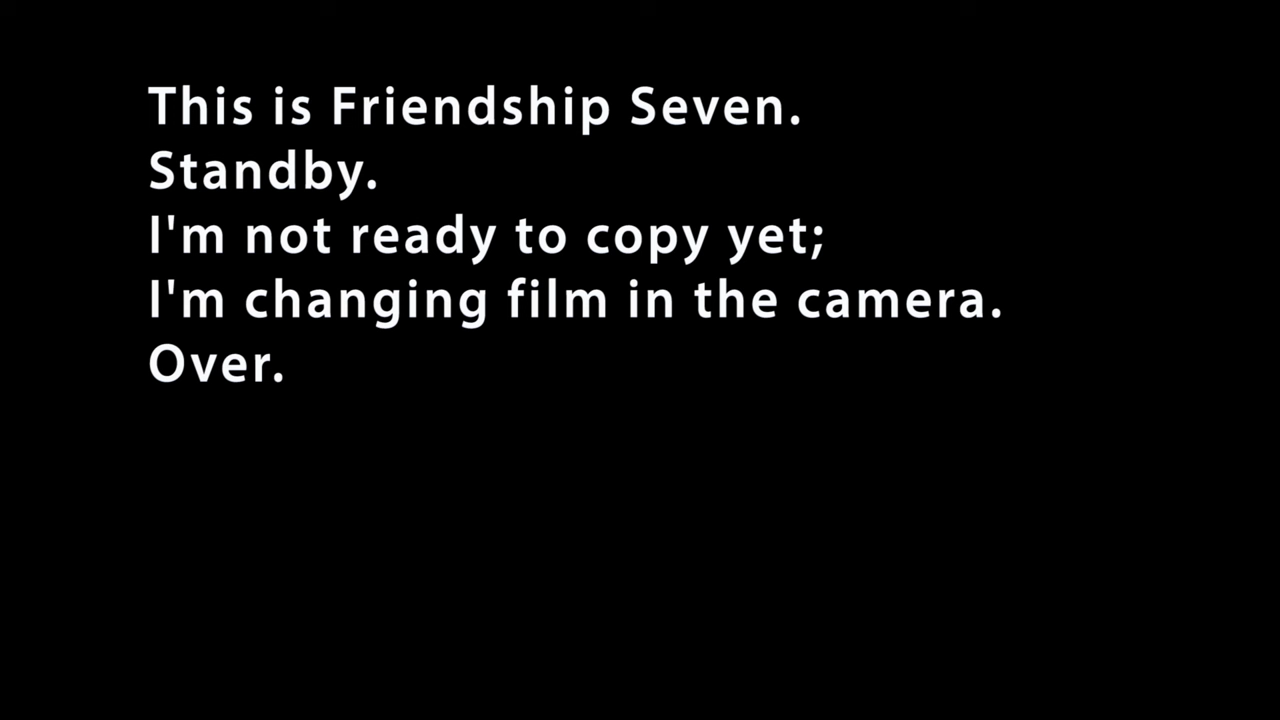 This is Friendship Seven.
Standby.
I'm not ready to copy yet;
I'm changing film in the camera.
Over.